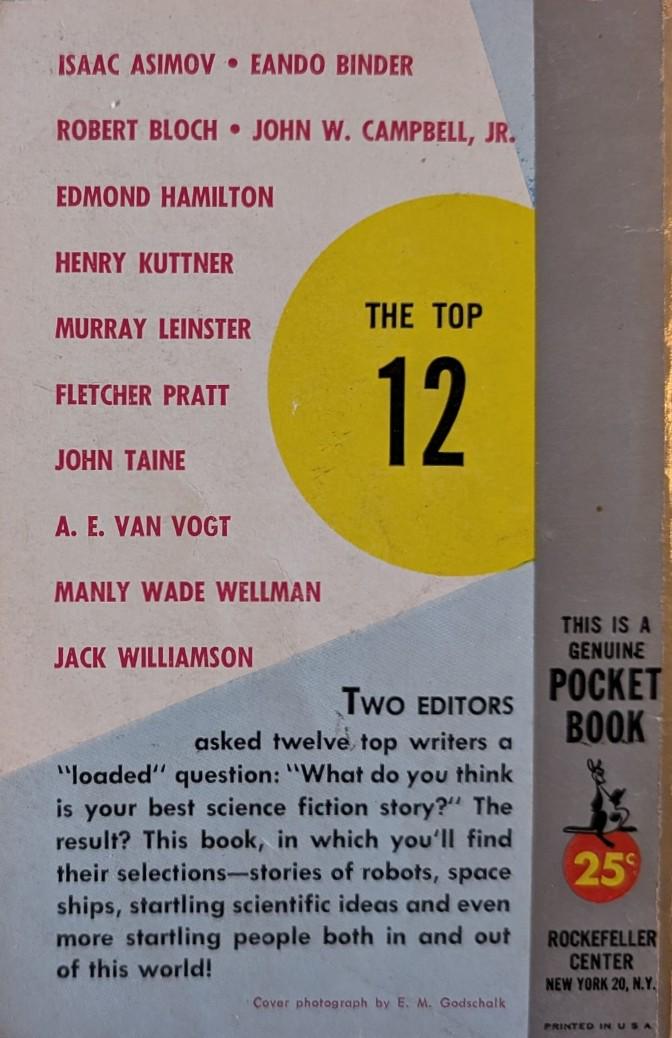 ISAAC ASIMOV • EANDO BINDER
ROBERT BLOCH • JOHN W. CAMPBELL, JR.
EDMOND HAMILTON
HENRY KUTTNER
MURRAY LEINSTER
FLETCHER PRATT
JOHN TAINE
A. E. VAN VOGT
MANLY WADE WELLMAN
JACK WILLIAMSON
THE TOP
12
TWO EDITORS
asked twelve top writers a
"loaded" question: "What do you think
is your best science fiction story?" The
result? This book, in which you'll find
their selections—stories of robots, space
ships, startling scientific ideas and even
more startling people both in and out
of this world!
Cover photograph by E. M. Godschalk
THIS IS A
GENUINE
POCKET
BOOK
25c
ROCKEFELLER
CENTER
NEW YORK 20, N.Y.
PRINTED IN U S A